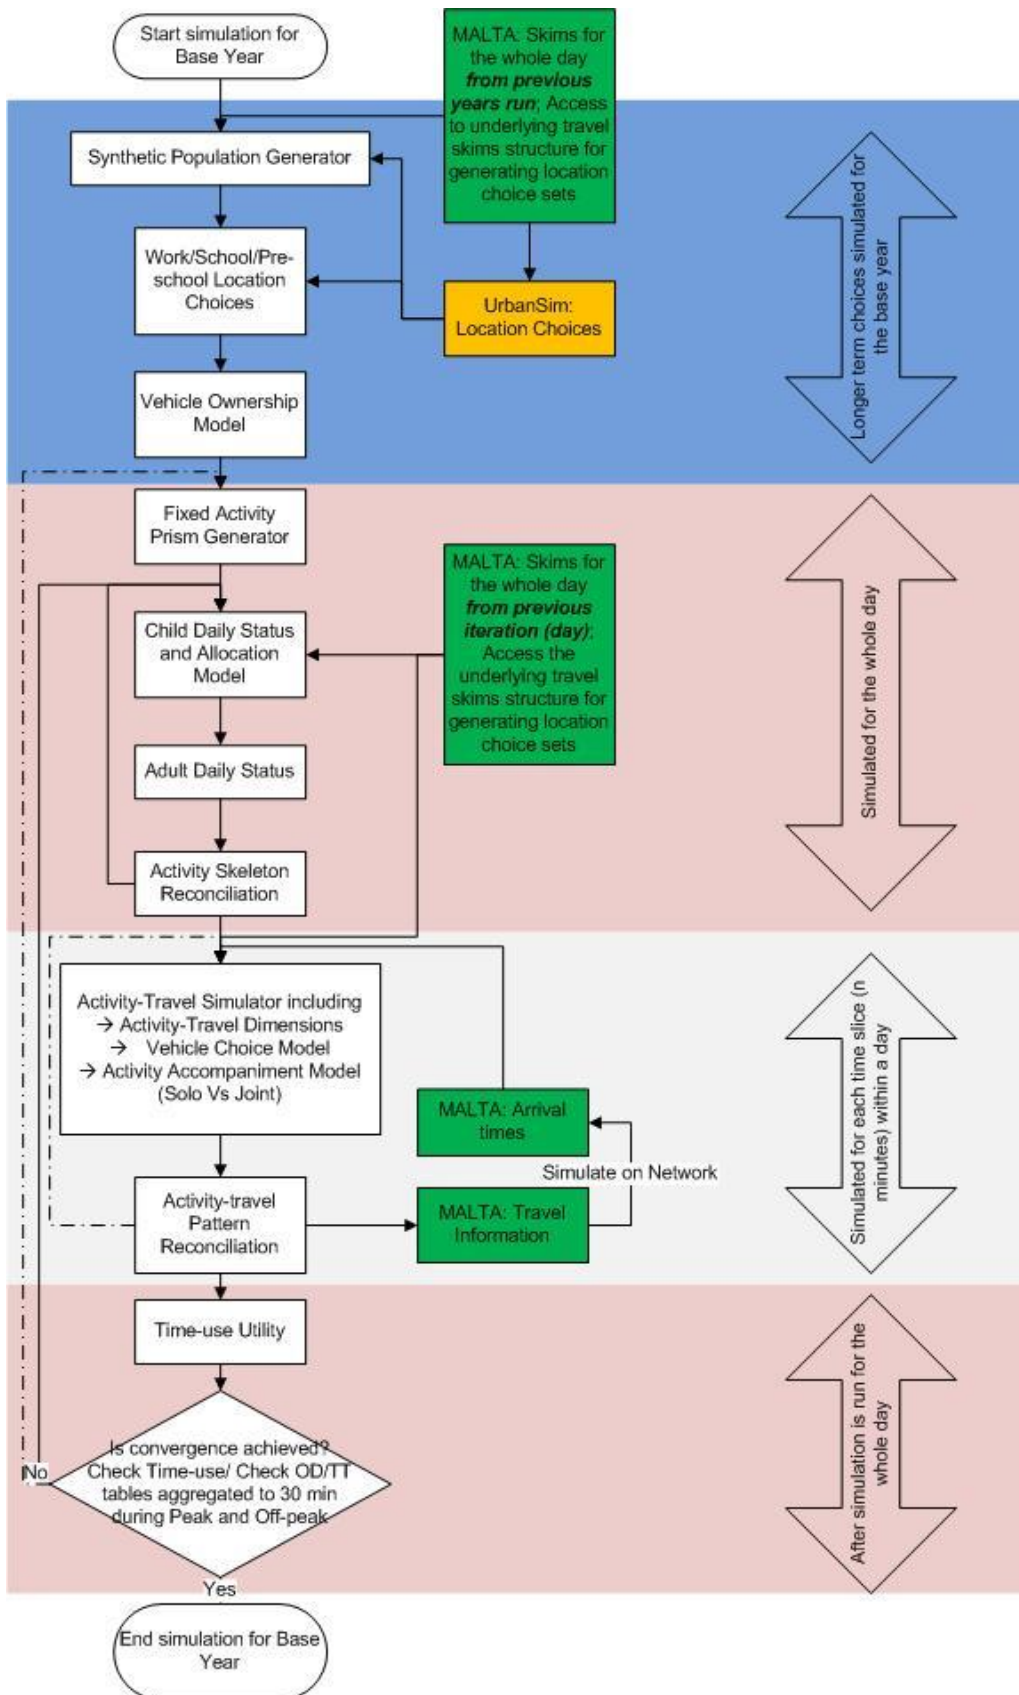 Start simulation for
Base Year
MALTA: Skims for
the whole day
from previous
years run; Access
to underlying travel
skims structure for
generating location
choice sets
Synthetic Population Generator
Work/School/Pre-
school Location
Choices
UrbanSim:
Location Choices
Vehicle Ownership
Model
Longer term choices simulated for
the base year
Fixed Activity
Prism Generator
MALTA: Skims for
the whole day
from previous
iteration (day);
Access the
underlying travel
skims structure for
generating location
choice sets
Child Daily Status
and Allocation
Model
Adult Daily Status
Activity Skeleton
Reconciliation
Simulated for the whole day
Activity-Travel Simulator including
→ Activity-Travel Dimensions
→ Vehicle Choice Model
→ Activity Accompaniment Model
(Solo Vs Joint)
MALTA: Arrival
times
Simulate on Network
Activity-travel
Pattern
Reconciliation
MALTA: Travel
Information
Simulated for each time slice (n
minutes) within a day
Time-use Utility
Is convergence achieved?
Check Time-use/ Check OD/TT
tables aggregated to 30 min
during Peak and Off-peak
No
Yes
After simulation is run for the
whole day
End simulation for Base
Year